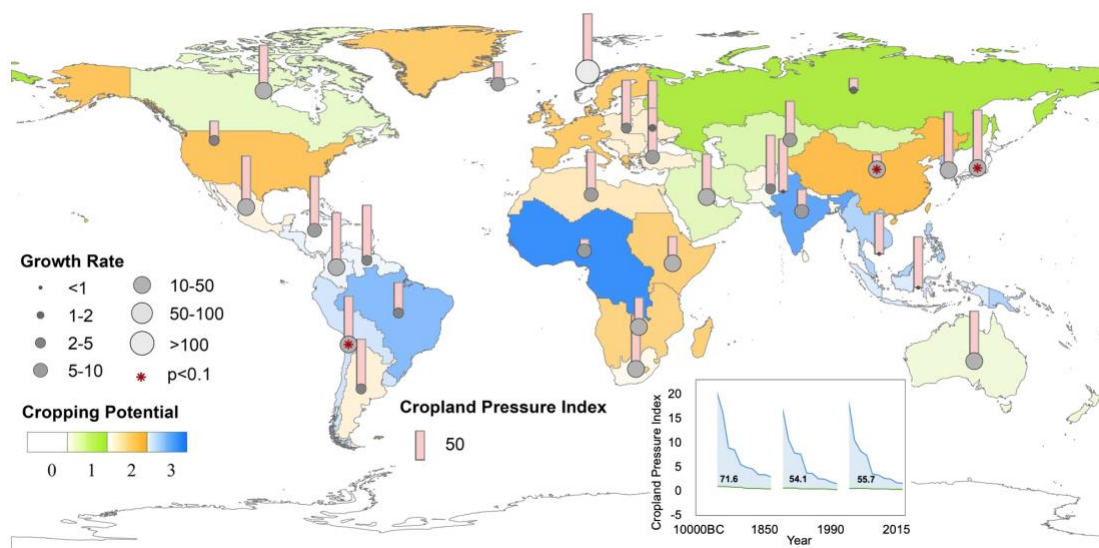 Growth Rate
<1
1-2
2-5
5-10
10-50
50-100
>100
p<0.1
Cropping Potential
0 1 2 3
Cropland Pressure Index
50
Cropland Pressure Index
20
15
10
5
0
-5
71.6
54.1
55.7
10000BC 1850 1990 2015
Year